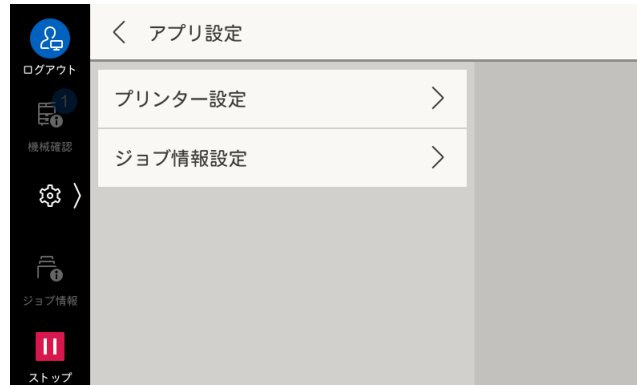 アプリ設定
ログアウト
プリンター設定
1
機械確認
ジョブ情報設定
ジョブ情報
ストップ